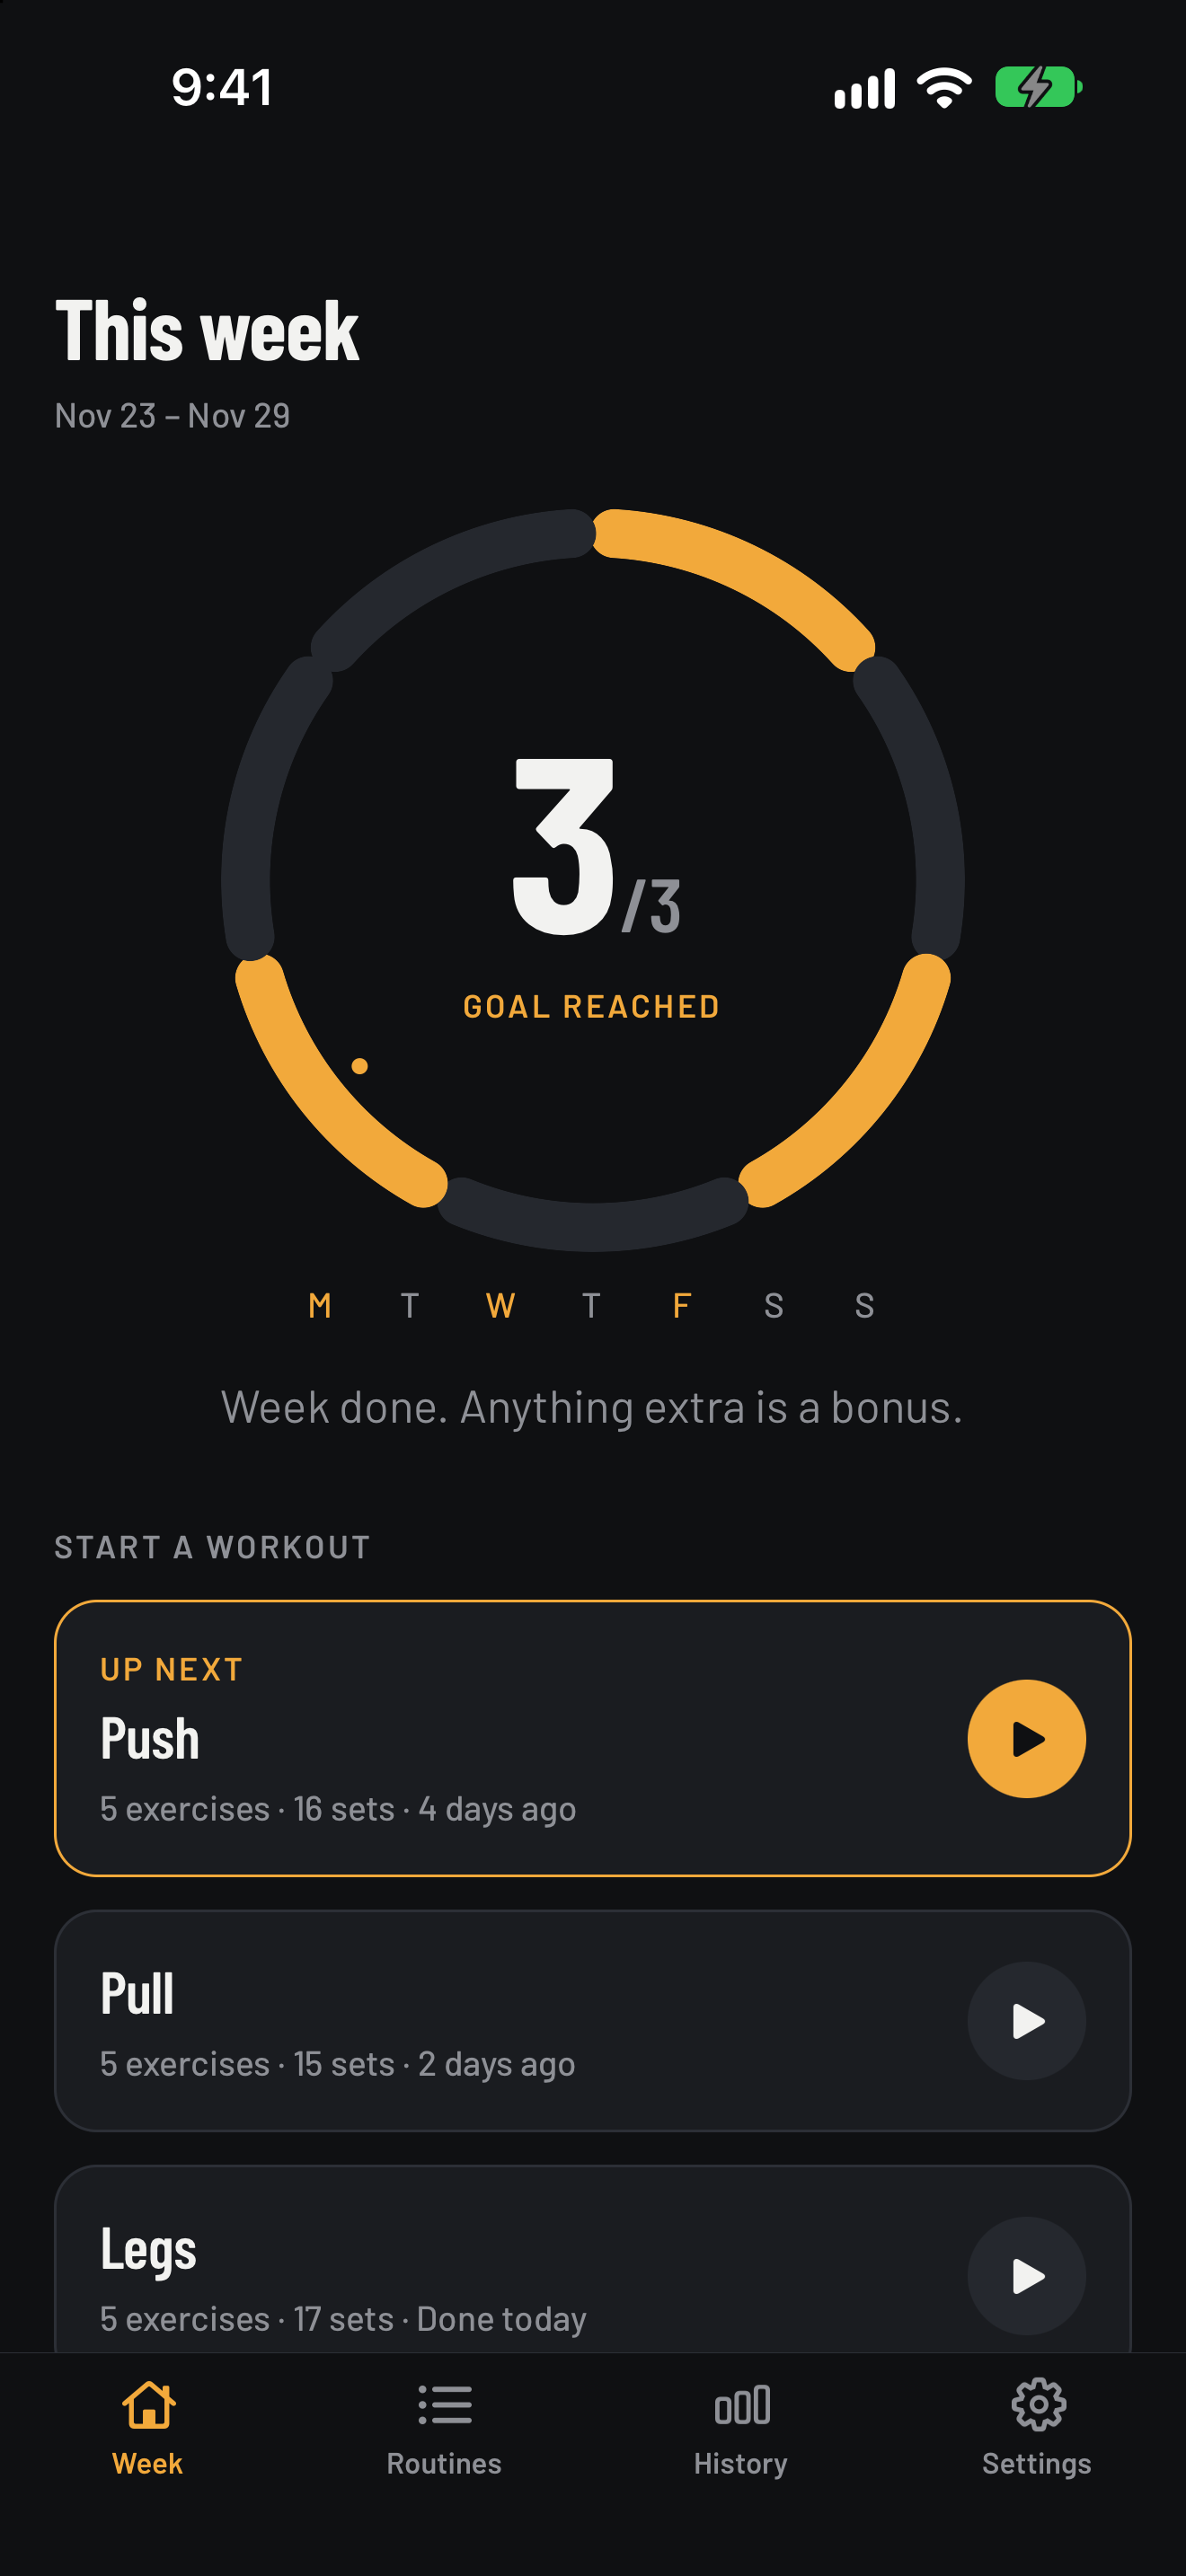 9:41
This week
Nov 23 – Nov 29
3/3
GOAL REACHED
M T W T F S S
Week done. Anything extra is a bonus.
START A WORKOUT
UP NEXT
Push
5 exercises · 16 sets · 4 days ago
Pull
5 exercises · 15 sets · 2 days ago
Legs
5 exercises · 17 sets · Done today
Week Routines History Settings